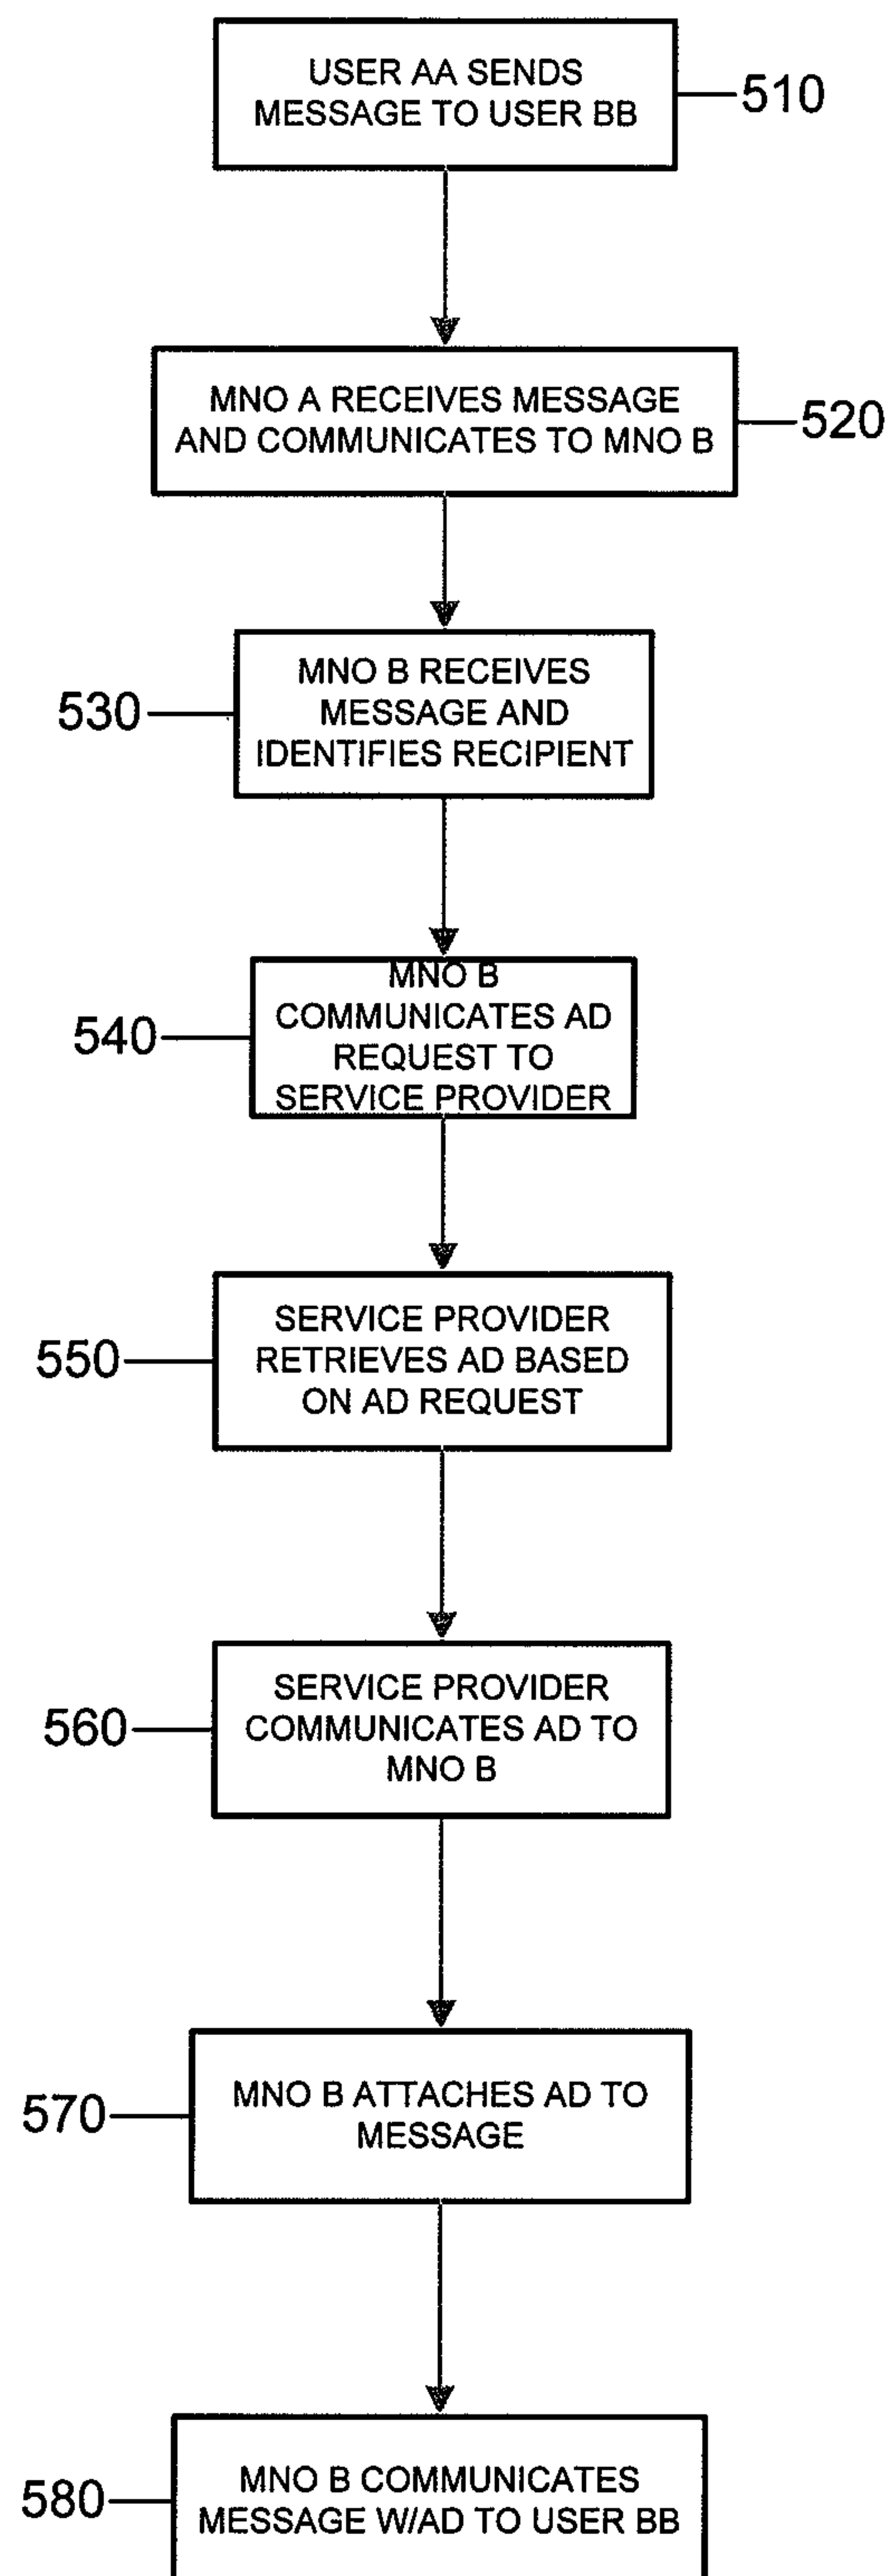 USER AA SENDS
MESSAGE TO USER BB
510
MNO A RECEIVES MESSAGE
AND COMMUNICATES TO MNO B
520
530
MNO B RECEIVES
MESSAGE AND
IDENTIFIES RECIPIENT
540
MNO B
COMMUNICATES AD
REQUEST TO
SERVICE PROVIDER
550
SERVICE PROVIDER
RETRIEVES AD BASED
ON AD REQUEST
560
SERVICE PROVIDER
COMMUNICATES AD TO
MNO B
570
MNO B ATTACHES AD TO
MESSAGE
580
MNO B COMMUNICATES
MESSAGE W/AD TO USER BB